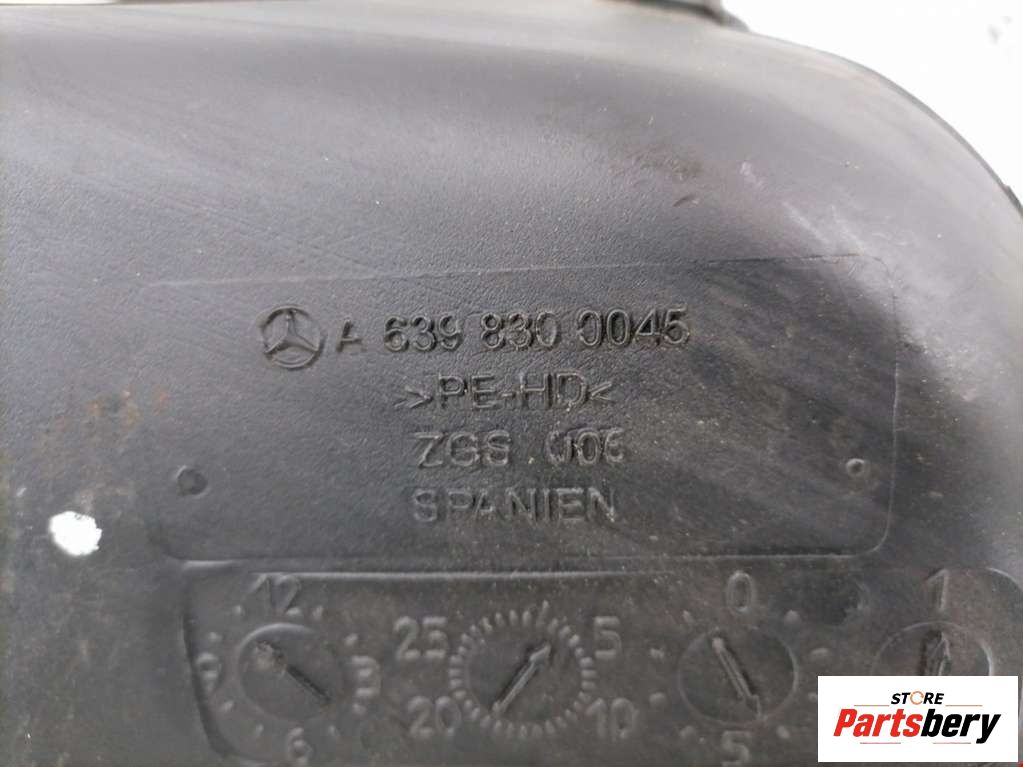 A 639 830 0045
>PE-HD<
ZGS 006
SPANIEN
12 0 1
25 5
9 3
20 10
6 5
STORE
Partsbery